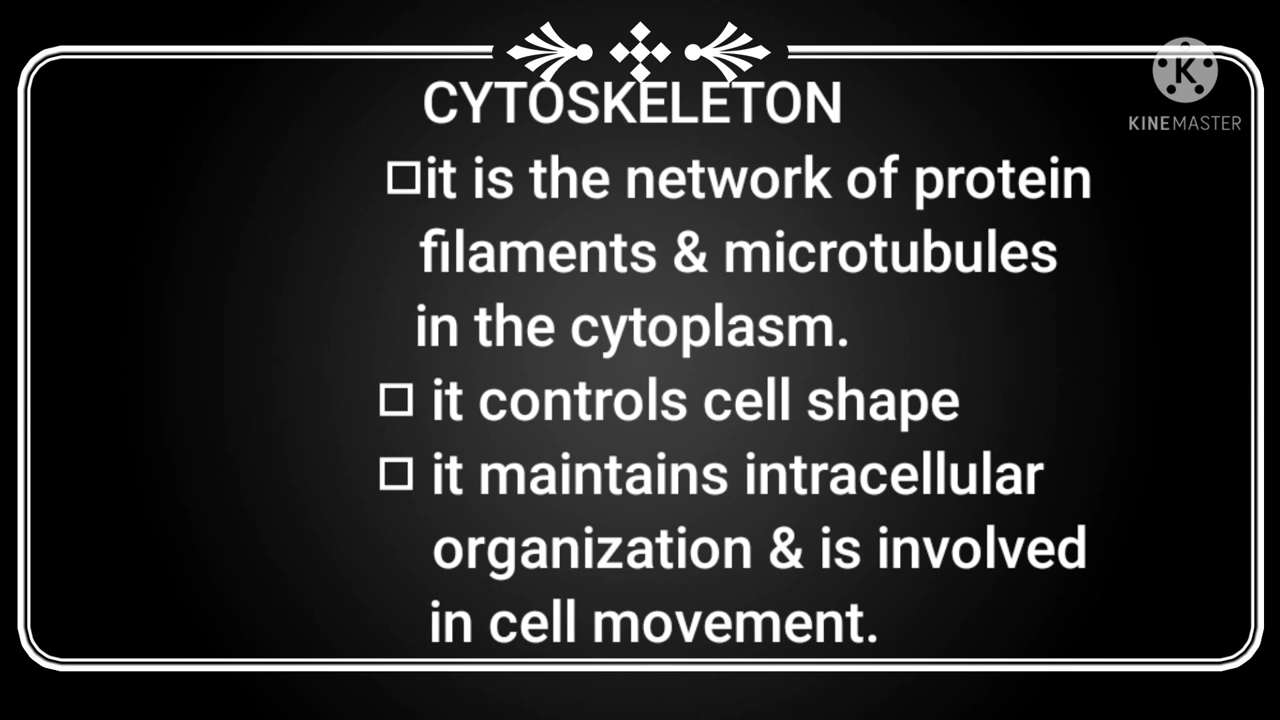 CYTOSKELETON
K
KINEMASTER
□it is the network of protein
filaments & microtubules
in the cytoplasm.
□ it controls cell shape
□ it maintains intracellular
organization & is involved
in cell movement.